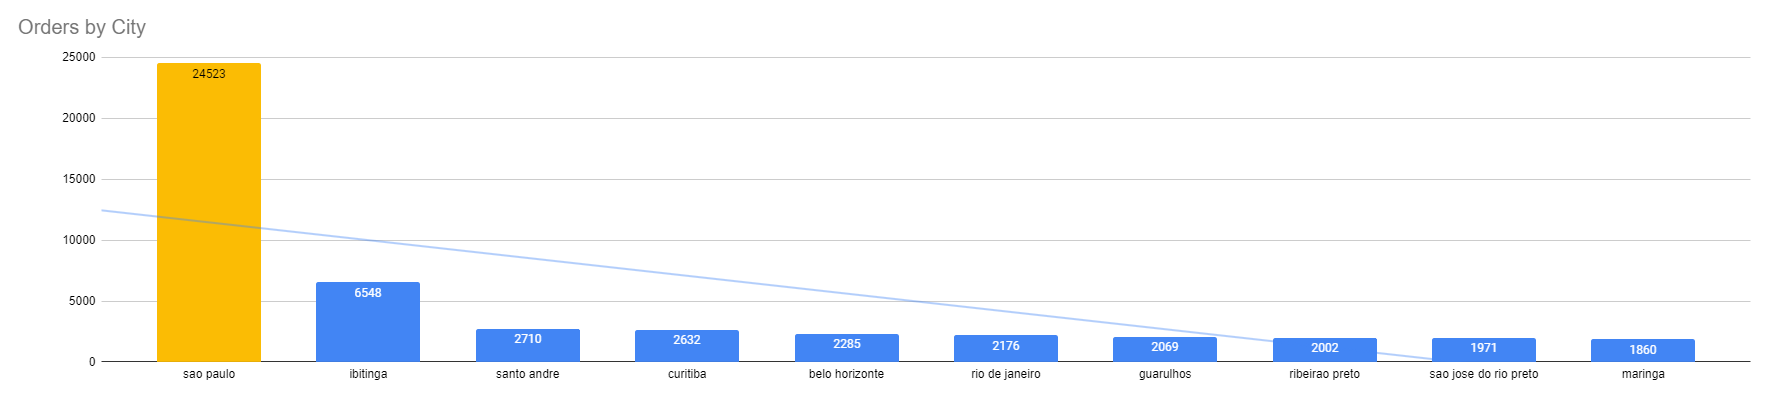 Orders by City
25000
20000
15000
10000
5000
0
24523
6548
2710
2632
2285
2176
2069
2002
1971
1860
sao paulo
ibitinga
santo andre
curitiba
belo horizonte
rio de janeiro
guarulhos
ribeirao preto
sao jose do rio preto
maringa